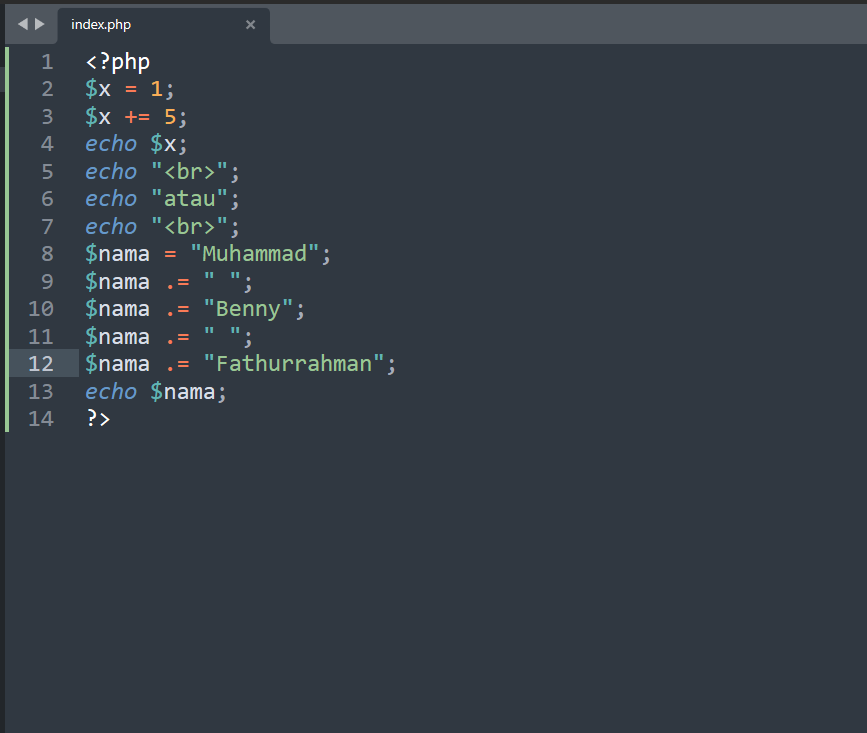 index.php
1 <?php
2 $x = 1;
3 $x += 5;
4 echo $x;
5 echo "<br>";
6 echo "atau";
7 echo "<br>";
8 $nama = "Muhammad";
9 $nama .= " ";
10 $nama .= "Benny";
11 $nama .= " ";
12 $nama .= "Fathurrahman";
13 echo $nama;
14 ?>